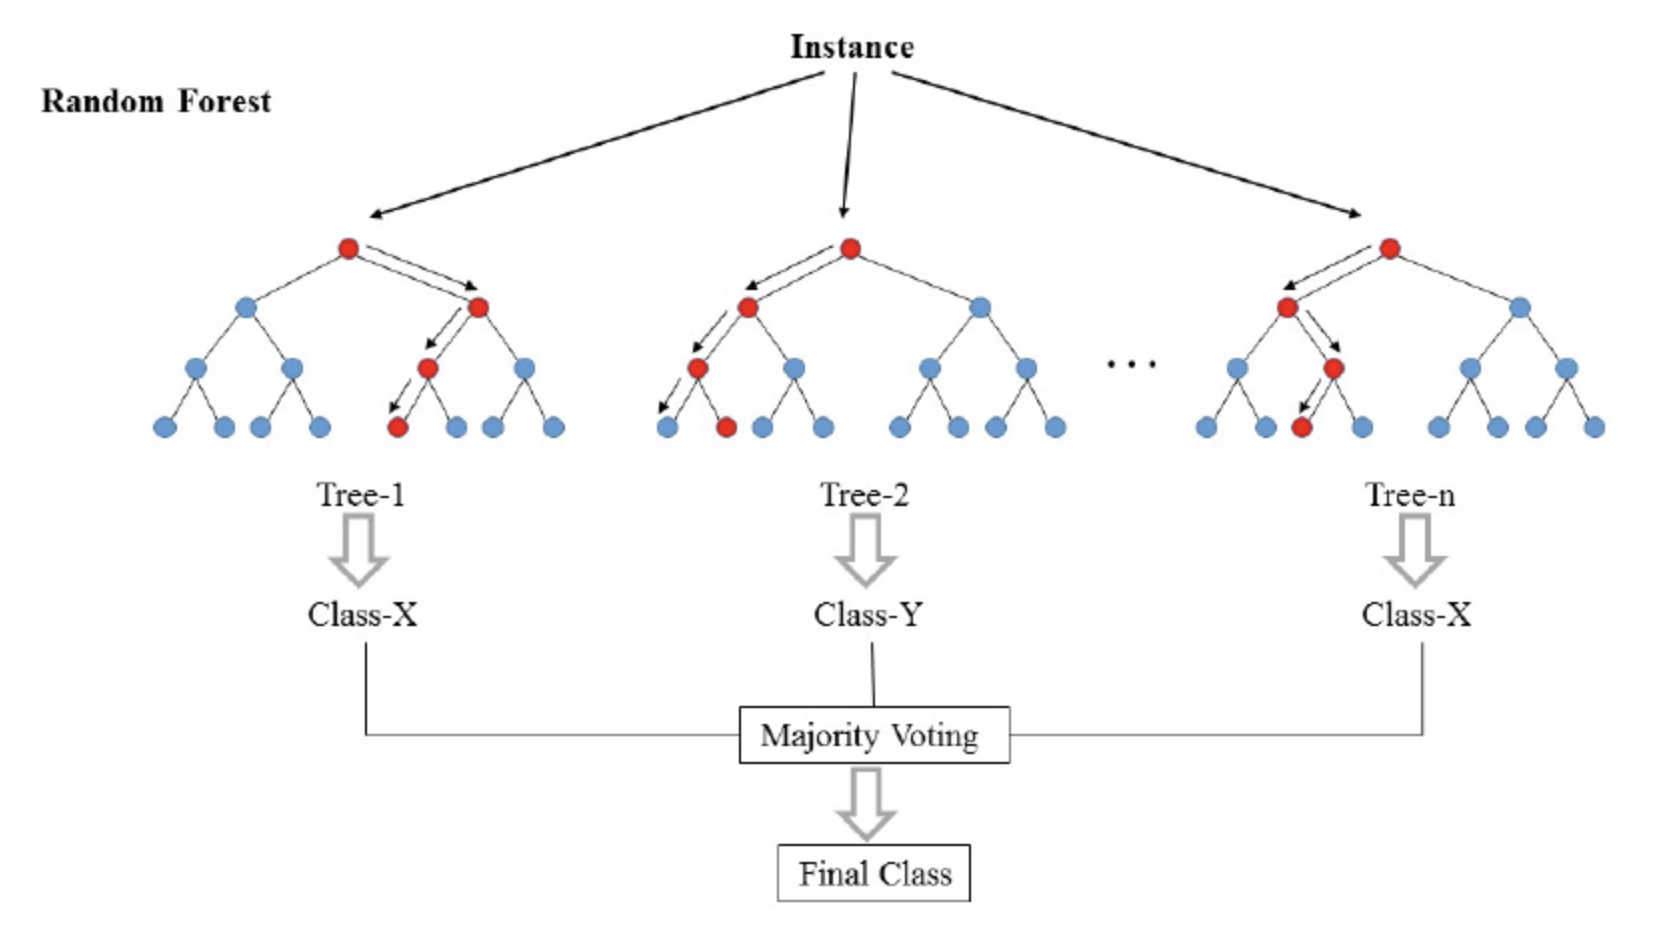 Instance
Random Forest
...
Tree-1
Tree-2
Tree-n
Class-X
Class-Y
Class-X
Majority Voting
Final Class